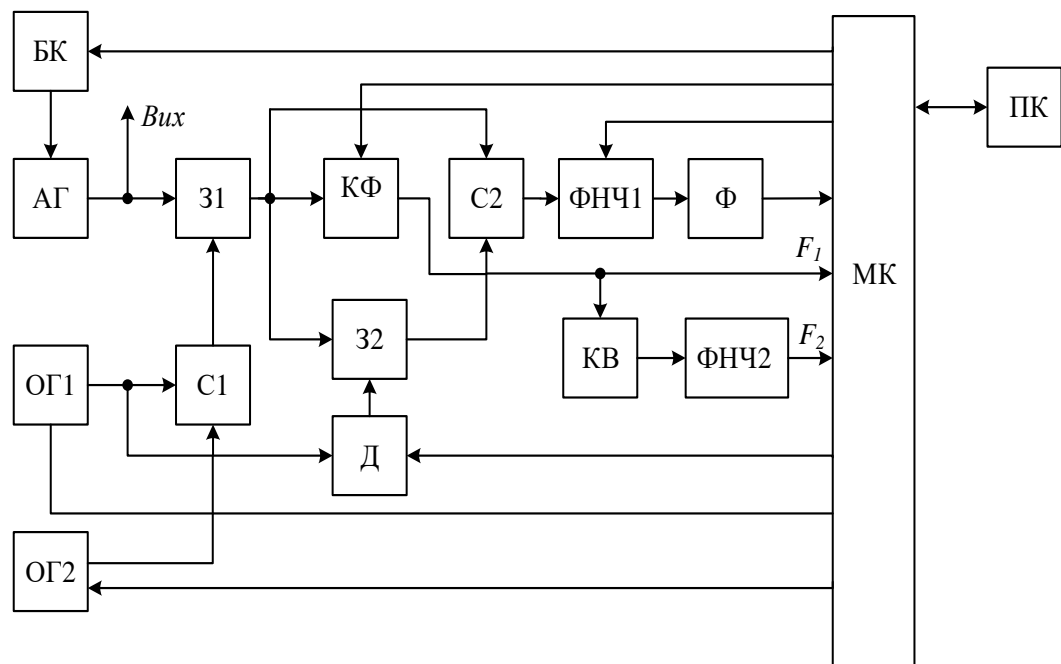 БК
Вих
ПК
АГ
З1
КФ
С2
ФНЧ1
Ф
F1
МК
З2
F2
КВ
ФНЧ2
ОГ1
С1
Д
ОГ2